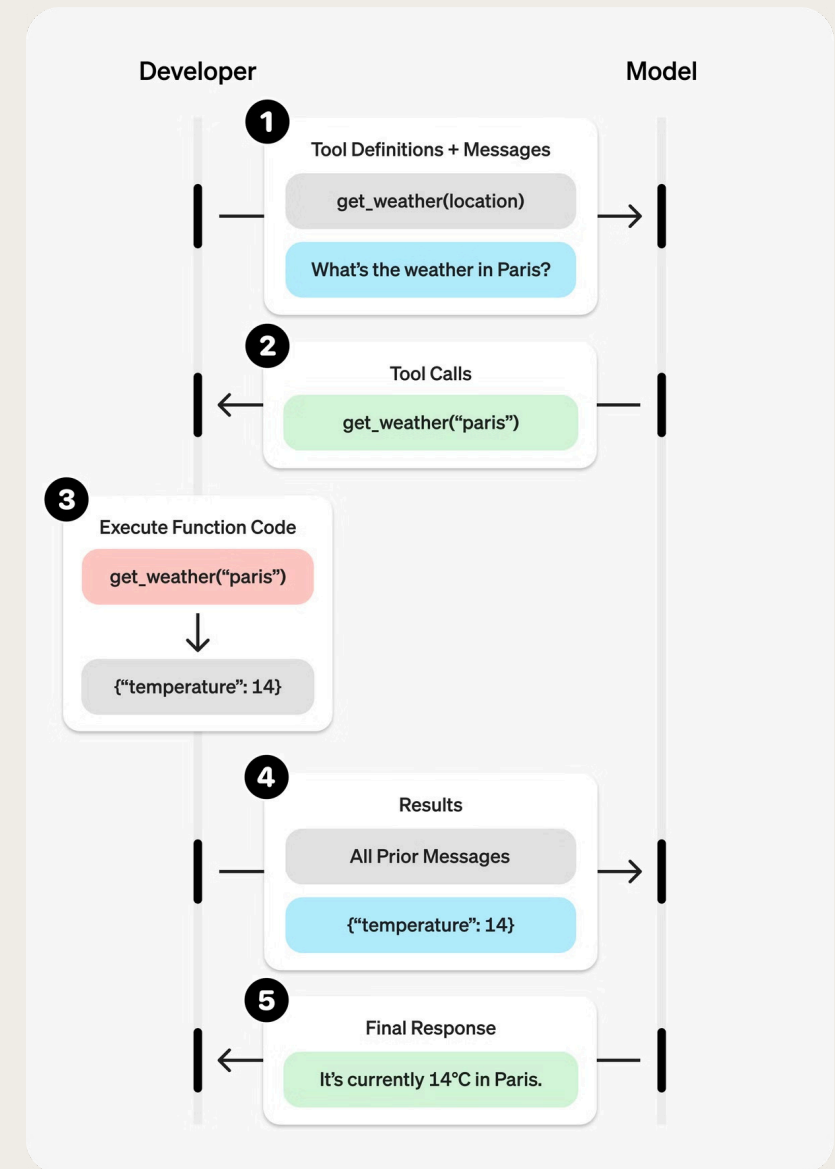 Developer
Model
1
Tool Definitions + Messages
get_weather(location)
What’s the weather in Paris?
2
Tool Calls
get_weather(“paris”)
3
Execute Function Code
get_weather(“paris”)
{“temperature”: 14}
4
Results
All Prior Messages
{“temperature”: 14}
5
Final Response
It’s currently 14°C in Paris.